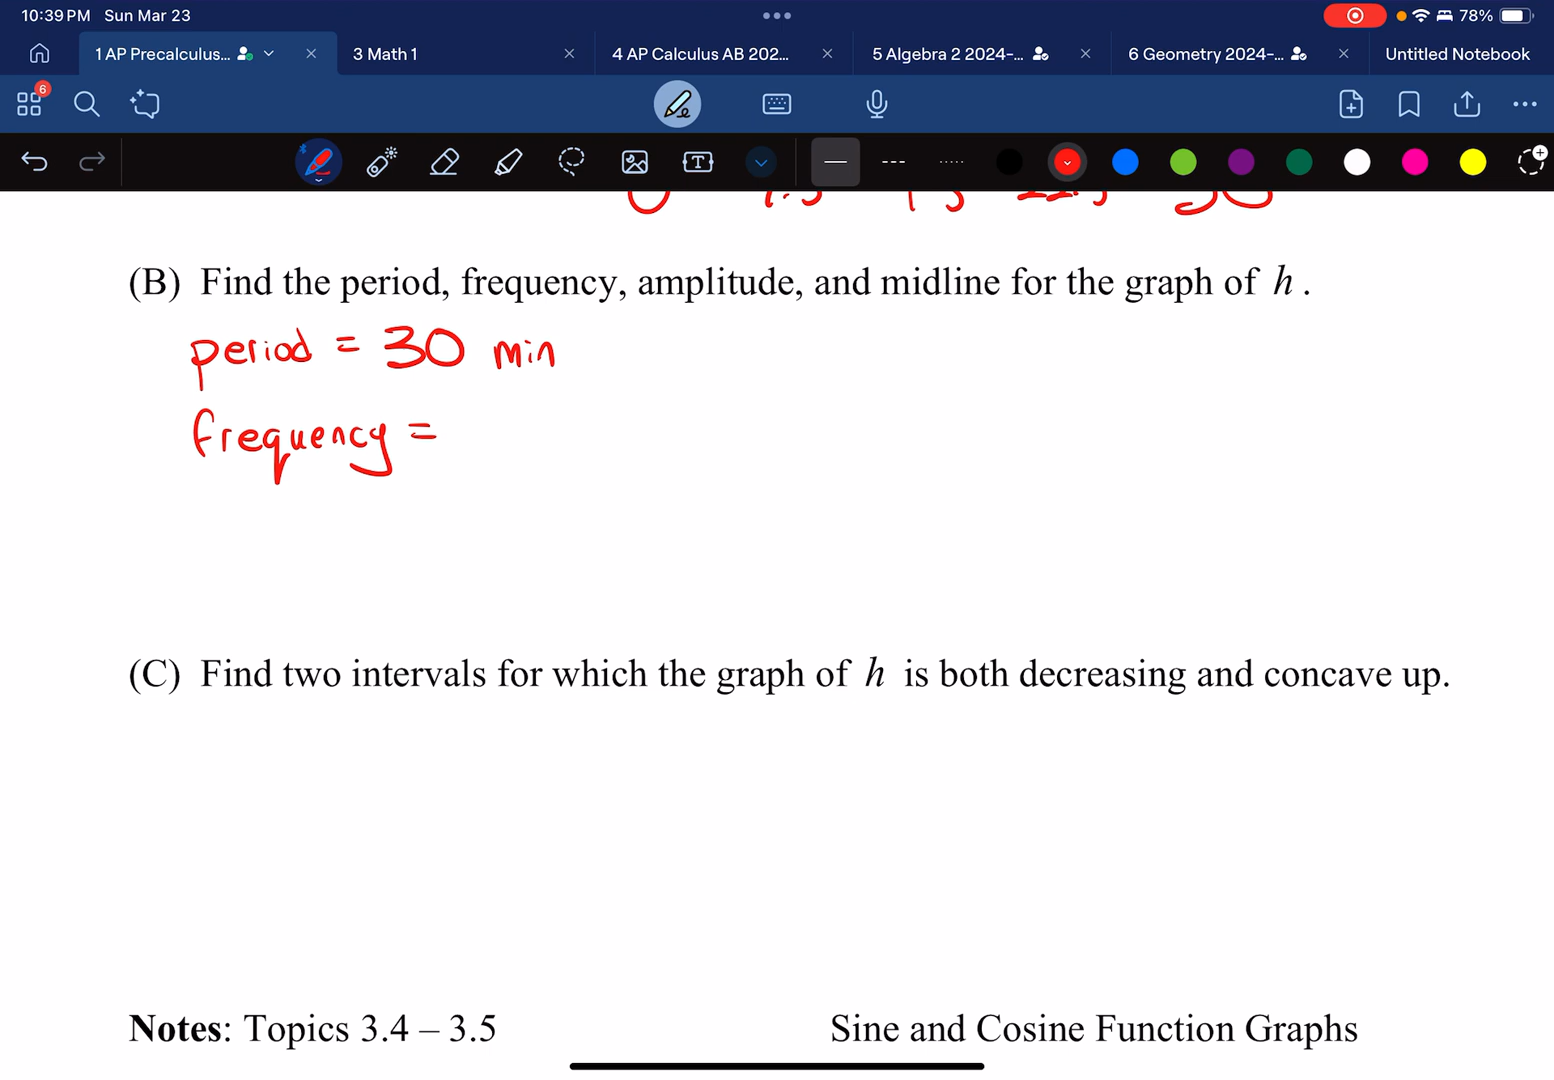 10:39 PM Sun Mar 23
78%
1 AP Precalculus...
3 Math 1
4 AP Calculus AB 202...
5 Algebra 2 2024-...
6 Geometry 2024-...
Untitled Notebook
6
(B) Find the period, frequency, amplitude, and midline for the graph of h.
period = 30 min
frequency =
(C) Find two intervals for which the graph of h is both decreasing and concave up.
Notes: Topics 3.4 – 3.5
Sine and Cosine Function Graphs